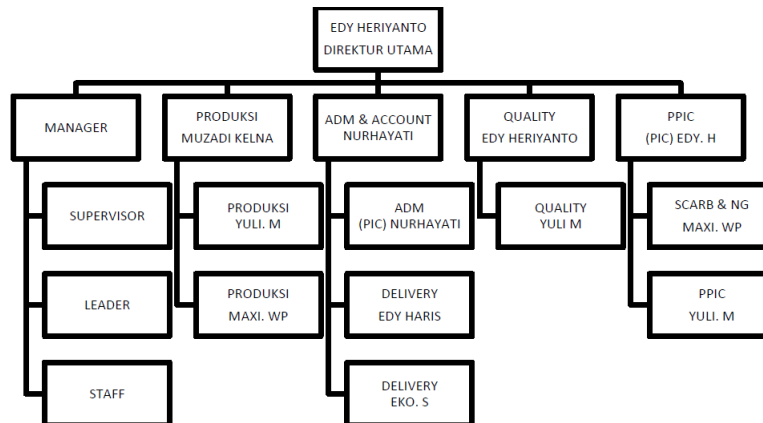 EDY HERIYANTO
DIREKTUR UTAMA
MANAGER
PRODUKSI
MUZADI KELNA
ADM & ACCOUNT
NURHAYATI
QUALITY
EDY HERIYANTO
PPIC
(PIC) EDY. H
SUPERVISOR
PRODUKSI
YULI. M
ADM
(PIC) NURHAYATI
QUALITY
YULI M
SCARB & NG
MAXI. WP
LEADER
PRODUKSI
MAXI. WP
DELIVERY
EDY HARIS
PPIC
YULI. M
STAFF
DELIVERY
EKO. S